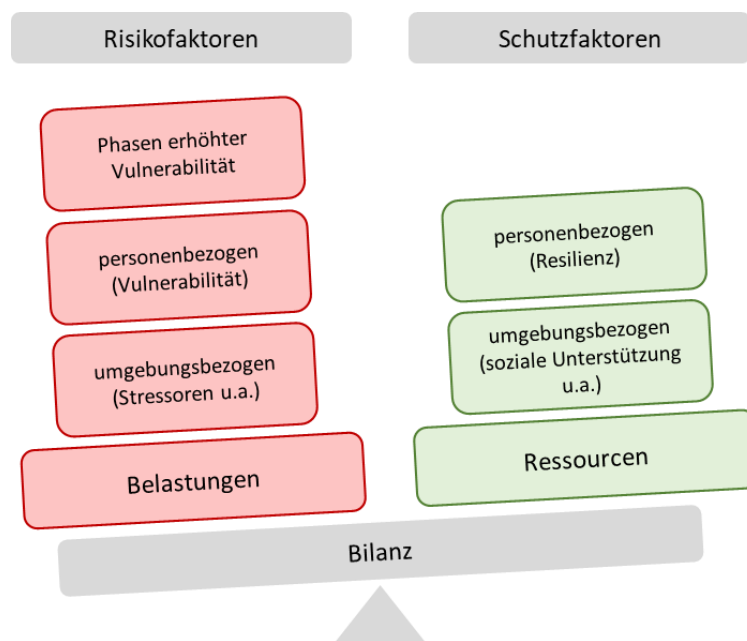 Risikofaktoren
Schutzfaktoren
Phasen erhöhter
Vulnerabilität
personenbezogen
(Vulnerabilität)
umgebungsbezogen
(Stressoren u.a.)
Belastungen
personenbezogen
(Resilienz)
umgebungsbezogen
(soziale Unterstützung
u.a.)
Ressourcen
Bilanz